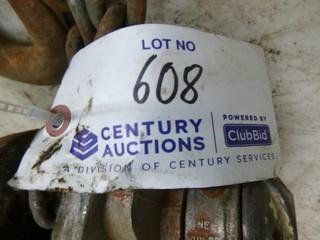 LOT NO
608
CENTURY
AUCTIONS
POWERED BY
ClubBid
A DIVISION OF CENTURY SERVICES